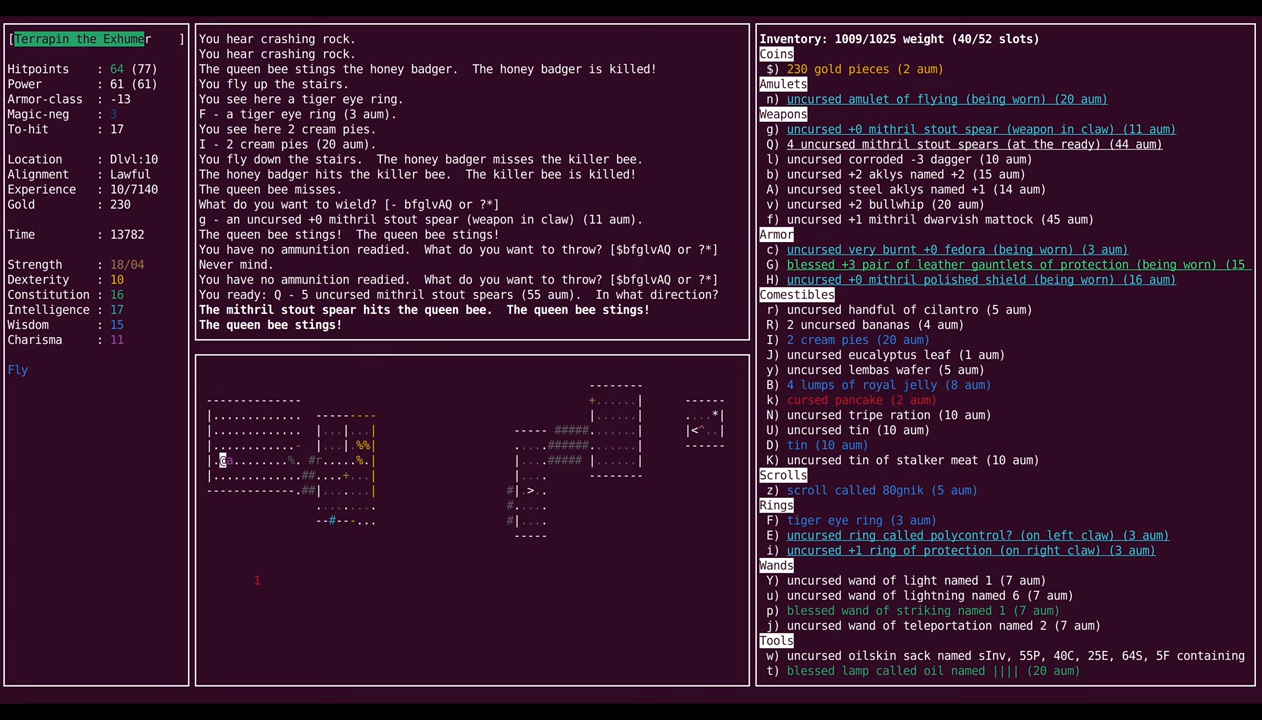 [Terrapin the Exhumer     ]
Hitpoints    : 64 (77)
Power        : 61 (61)
Armor-class  : -13
Magic-neg    : 3
To-hit       : 17
Location     : Dlvl:10
Alignment    : Lawful
Experience   : 10/7140
Gold         : 230
Time         : 13782
Strength     : 18/04
Dexterity    : 10
Constitution : 16
Intelligence : 17
Wisdom       : 15
Charisma     : 11
Fly
You hear crashing rock.
You hear crashing rock.
The queen bee stings the honey badger.  The honey badger is killed!
You fly up the stairs.
You see here a tiger eye ring.
F - a tiger eye ring (3 aum).
You see here 2 cream pies.
I - 2 cream pies (20 aum).
You fly down the stairs.  The honey badger misses the killer bee.
The honey badger hits the killer bee.  The killer bee is killed!
The queen bee misses.
What do you want to wield? [- bfglvAQ or ?*]
g - an uncursed +0 mithril stout spear (weapon in claw) (11 aum).
The queen bee stings!  The queen bee stings!
You have no ammunition readied.  What do you want to throw? [$bfglvAQ or ?*]
Never mind.
You have no ammunition readied.  What do you want to throw? [$bfglvAQ or ?*]
You ready: Q - 5 uncursed mithril stout spears (55 aum).  In what direction?
The mithril stout spear hits the queen bee.  The queen bee stings!
The queen bee stings!
                                                   --------
-------------                                      +......|      ------
|............   --------                           |......|      ....*|
|............   |...|...|                 ----- #####......|      |<^..|
|...........-   |...|.%%|                 ....######......|      ------
|.@a........%. #r.....%.|                 |....##### |......|
|............##....+...|                  |....      --------
-------------.##|.......|                #|.>..
                ........                 #....
                --#---...                #|....
                                          -----
      1
Inventory: 1009/1025 weight (40/52 slots)
Coins
$) 230 gold pieces (2 aum)
Amulets
n) uncursed amulet of flying (being worn) (20 aum)
Weapons
g) uncursed +0 mithril stout spear (weapon in claw) (11 aum)
Q) 4 uncursed mithril stout spears (at the ready) (44 aum)
l) uncursed corroded -3 dagger (10 aum)
b) uncursed +2 aklys named +2 (15 aum)
A) uncursed steel aklys named +1 (14 aum)
v) uncursed +2 bullwhip (20 aum)
f) uncursed +1 mithril dwarvish mattock (45 aum)
Armor
c) uncursed very burnt +0 fedora (being worn) (3 aum)
G) blessed +3 pair of leather gauntlets of protection (being worn) (15
H) uncursed +0 mithril polished shield (being worn) (16 aum)
Comestibles
r) uncursed handful of cilantro (5 aum)
R) 2 uncursed bananas (4 aum)
I) 2 cream pies (20 aum)
J) uncursed eucalyptus leaf (1 aum)
y) uncursed lembas wafer (5 aum)
B) 4 lumps of royal jelly (8 aum)
k) cursed pancake (2 aum)
N) uncursed tripe ration (10 aum)
U) uncursed tin (10 aum)
D) tin (10 aum)
K) uncursed tin of stalker meat (10 aum)
Scrolls
z) scroll called 80gnik (5 aum)
Rings
F) tiger eye ring (3 aum)
E) uncursed ring called polycontrol? (on left claw) (3 aum)
i) uncursed +1 ring of protection (on right claw) (3 aum)
Wands
Y) uncursed wand of light named 1 (7 aum)
u) uncursed wand of lightning named 6 (7 aum)
p) blessed wand of striking named 1 (7 aum)
j) uncursed wand of teleportation named 2 (7 aum)
Tools
w) uncursed oilskin sack named sInv, 55P, 40C, 25E, 64S, 5F containing
t) blessed lamp called oil named |||| (20 aum)